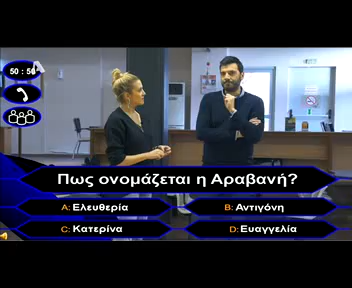 50 : 50
Πως ονομάζεται η Αραβανή?
A: Ελευθερία
B: Αντιγόνη
C: Κατερίνα
D: Ευαγγελία